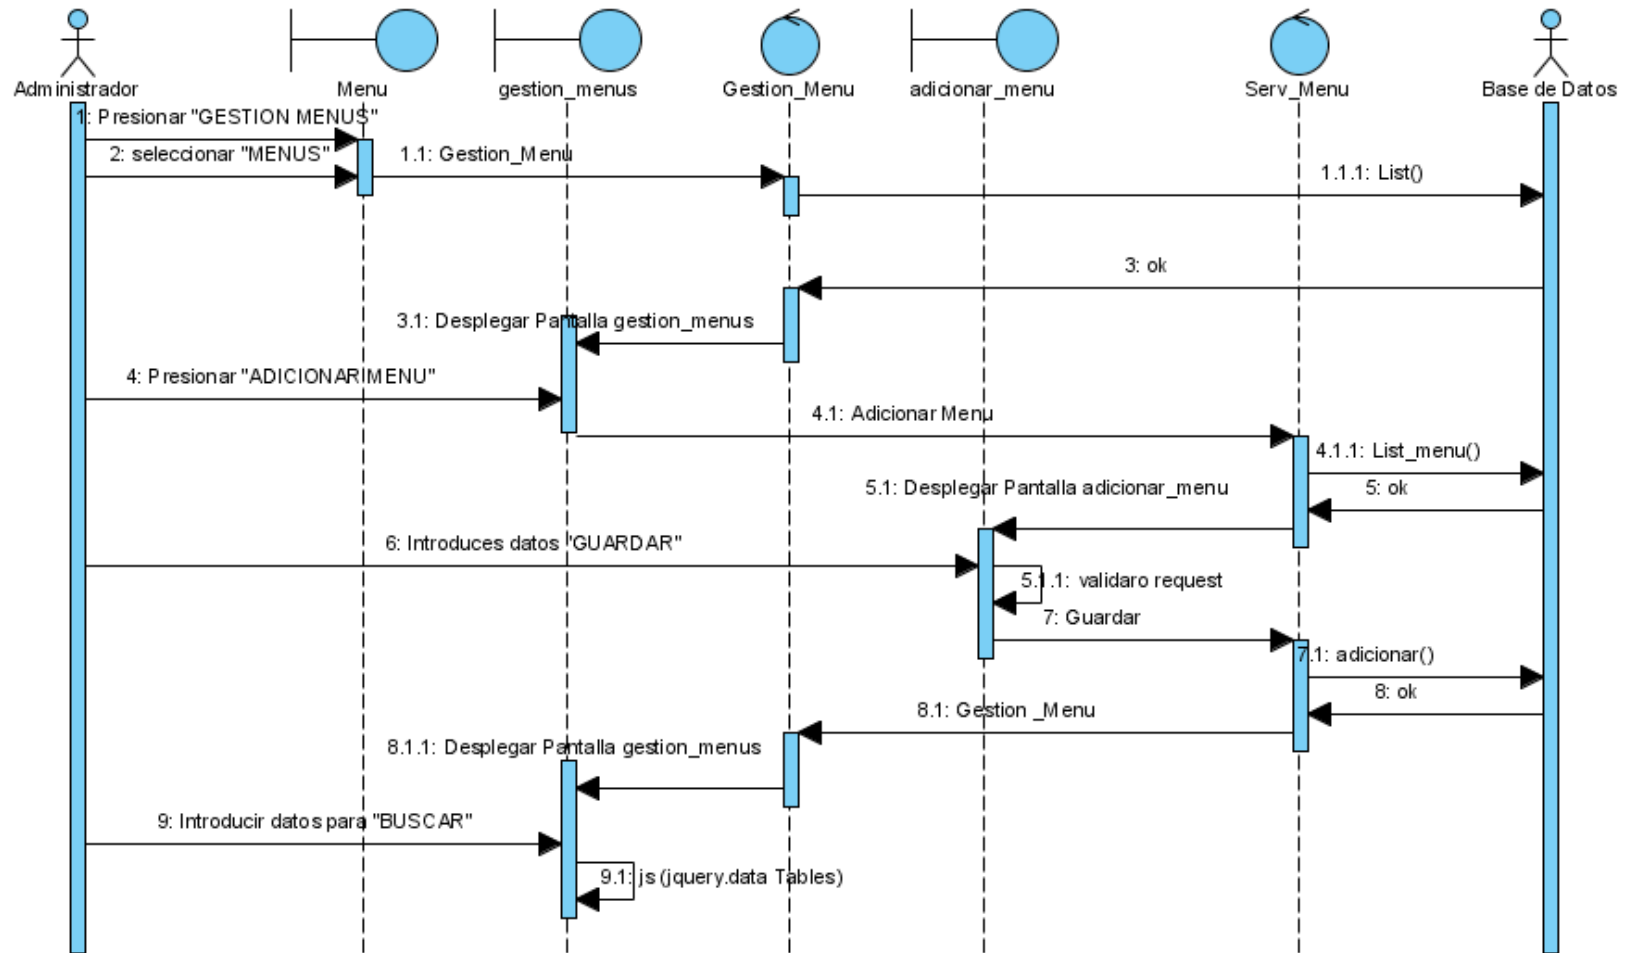 Administrador
Menu
gestion_menus
Gestion_Menu
adicionar_menu
Serv_Menu
Base de Datos
1: Presionar "GESTION MENUS"
2: seleccionar "MENUS"
1.1: Gestion_Menu
1.1.1: List()
3: ok
3.1: Desplegar Pantalla gestion_menus
4: Presionar "ADICIONAR MENU"
4.1: Adicionar Menu
4.1.1: List_menu()
5.1: Desplegar Pantalla adicionar_menu
5: ok
6: Introduces datos "GUARDAR"
5.1.1: validaro request
7: Guardar
7.1: adicionar()
8: ok
8.1: Gestion _Menu
8.1.1: Desplegar Pantalla gestion_menus
9: Introducir datos para "BUSCAR"
9.1: js (jquery.data Tables)